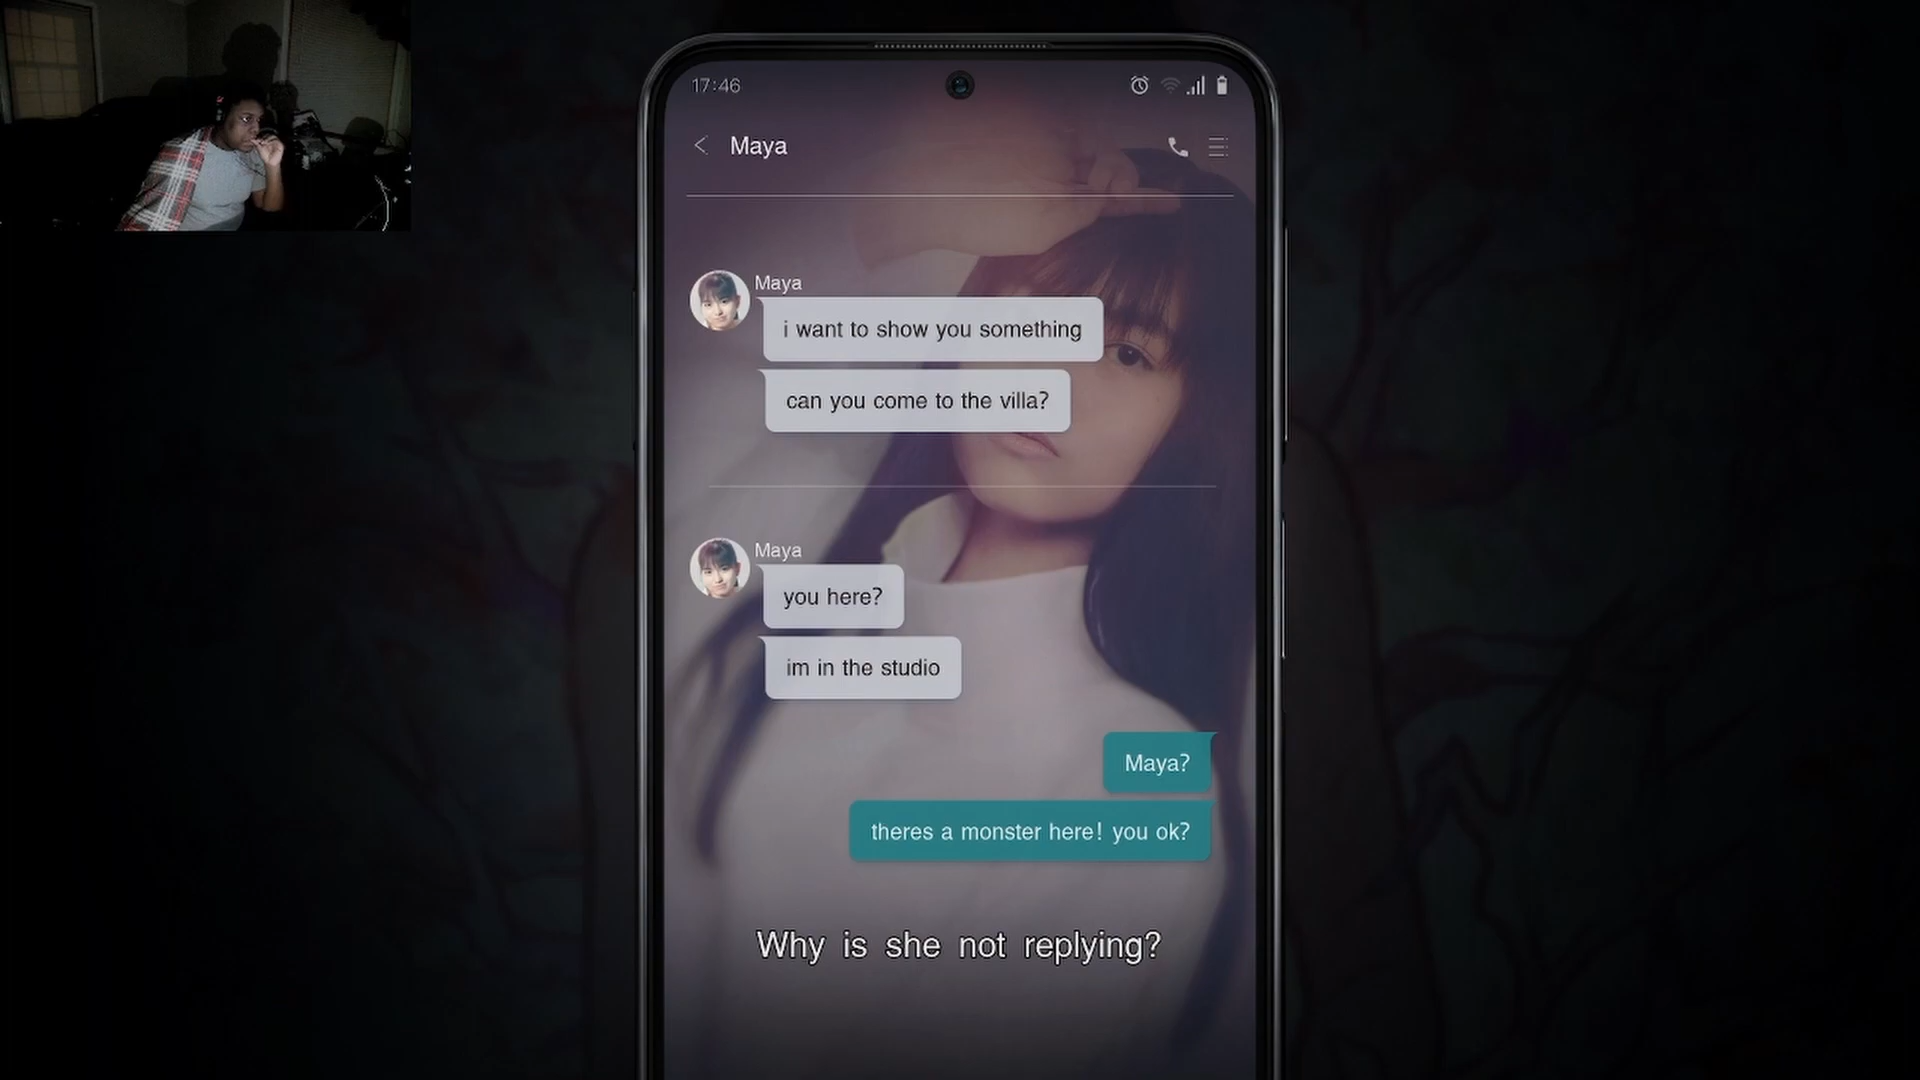 17:46
Maya
Maya
i want to show you something
can you come to the villa?
Maya
you here?
im in the studio
Maya?
theres a monster here! you ok?
Why is she not replying?